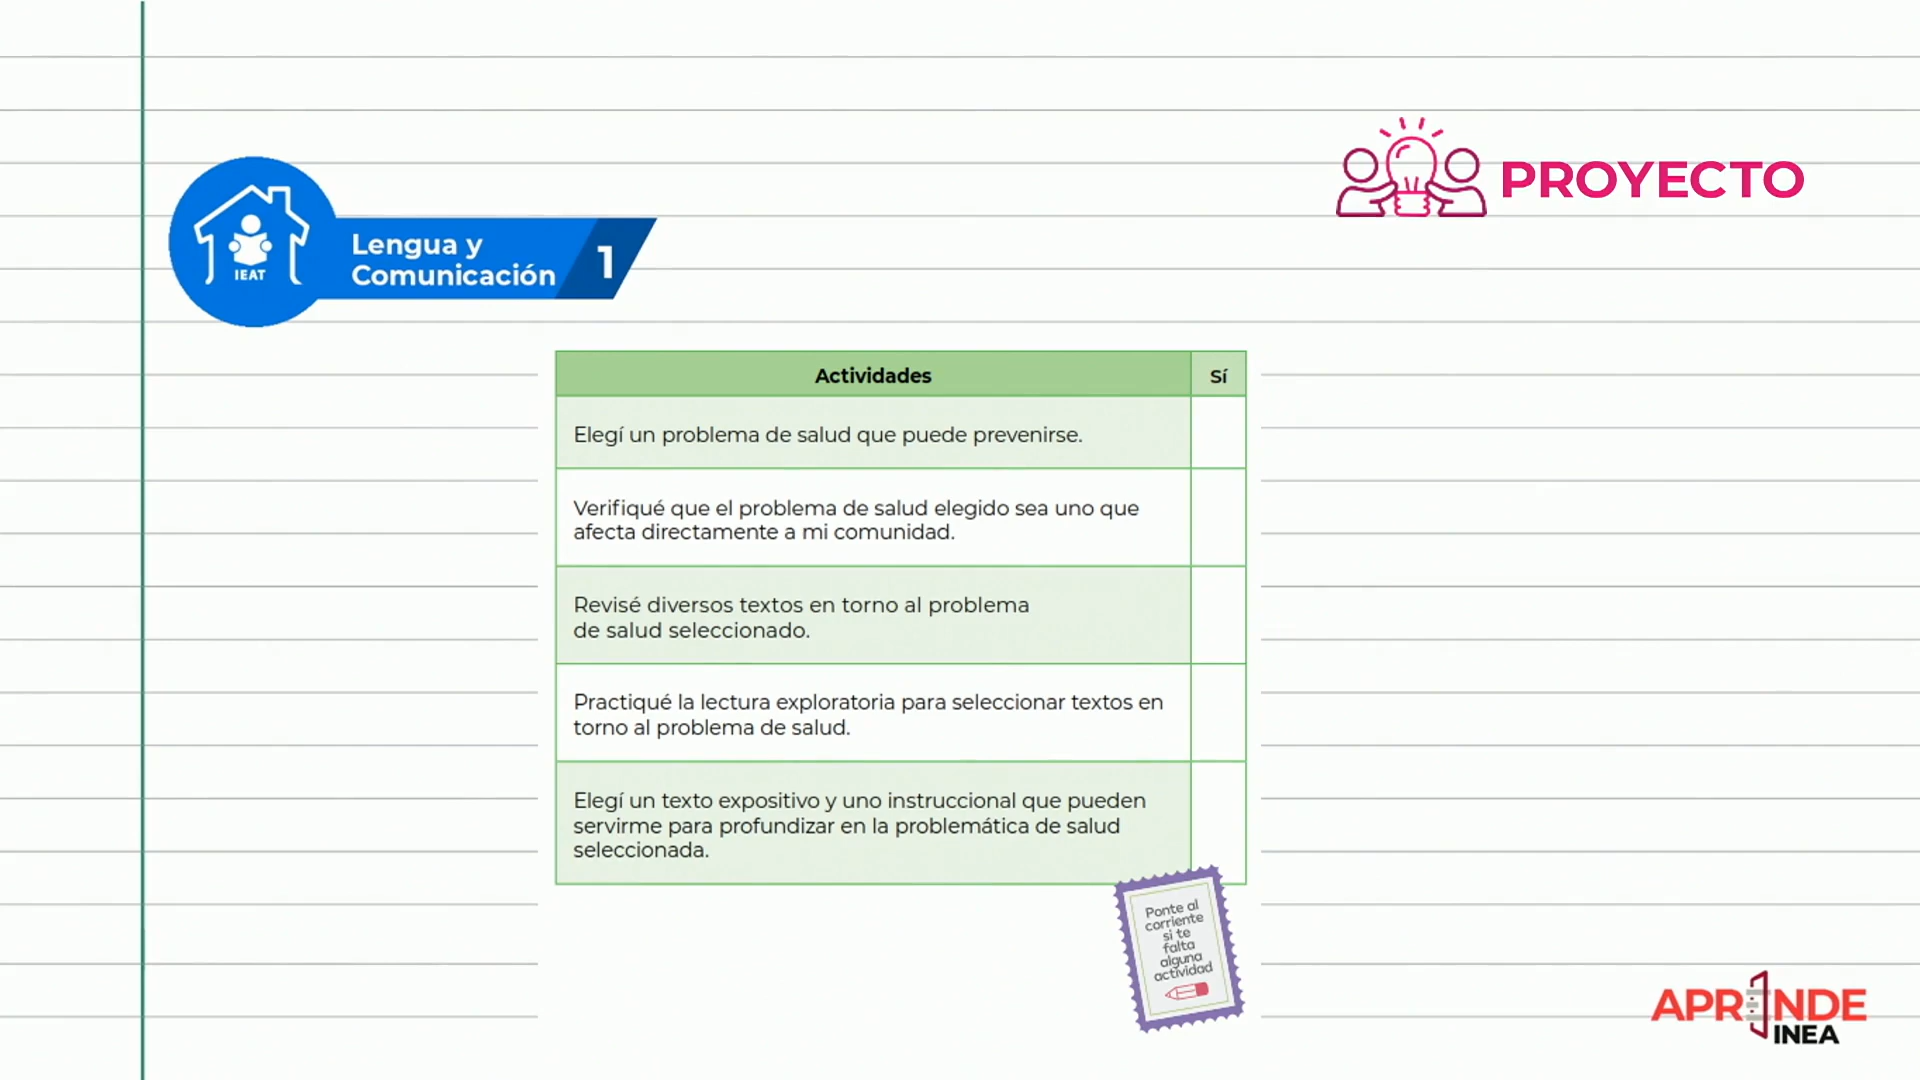 PROYECTO
Lengua y
Comunicación
1
IEAT
Actividades
Sí
Elegí un problema de salud que puede prevenirse.
Verifiqué que el problema de salud elegido sea uno que
afecta directamente a mi comunidad.
Revisé diversos textos en torno al problema
de salud seleccionado.
Practiqué la lectura exploratoria para seleccionar textos en
torno al problema de salud.
Elegí un texto expositivo y uno instruccional que pueden
servirme para profundizar en la problemática de salud
seleccionada.
Ponte al
corriente
si te
falta
alguna
actividad
APRENDE
INEA